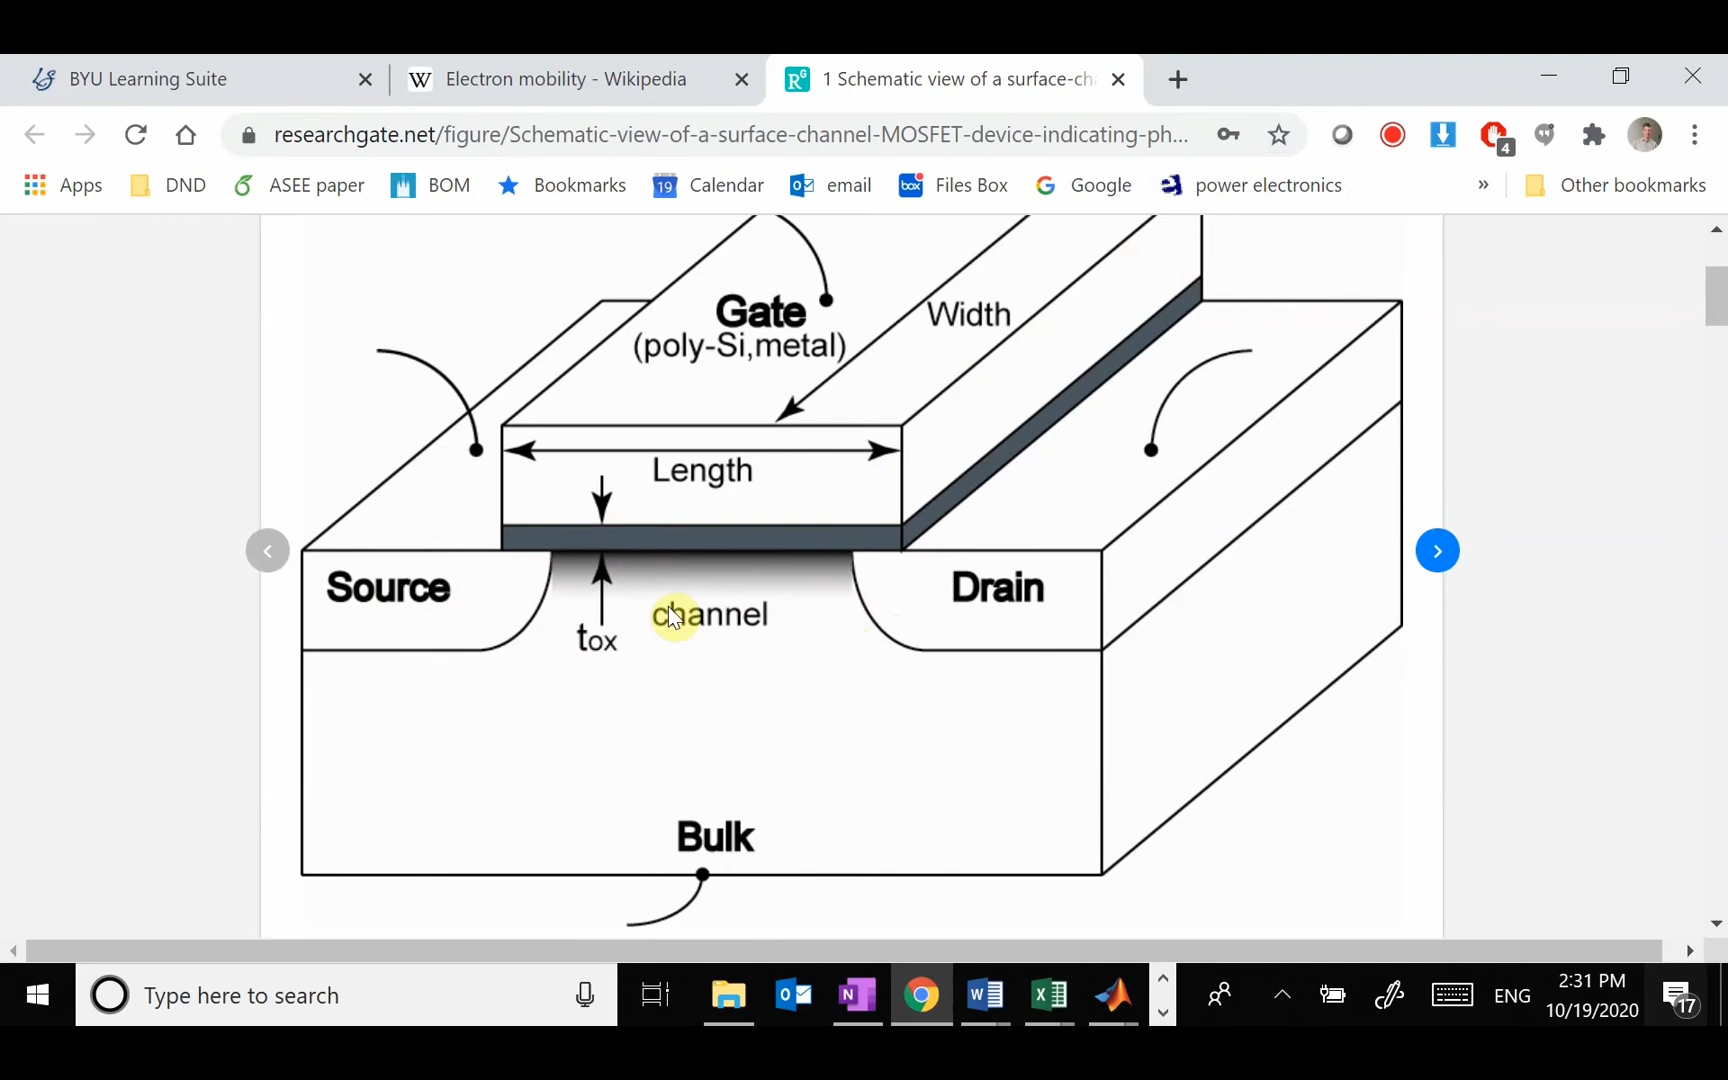 BYU Learning Suite
Electron mobility - Wikipedia
1 Schematic view of a surface-ch
researchgate.net/figure/Schematic-view-of-a-surface-channel-MOSFET-device-indicating-ph...
4
Apps
DND
ASEE paper
BOM
Bookmarks
19
Calendar
email
box
Files Box
Google
power electronics
»
Other bookmarks
Gate
(poly-Si,metal)
Width
Length
Source
Drain
channel
tox
Bulk
Type here to search
ENG
2:31 PM
10/19/2020
17